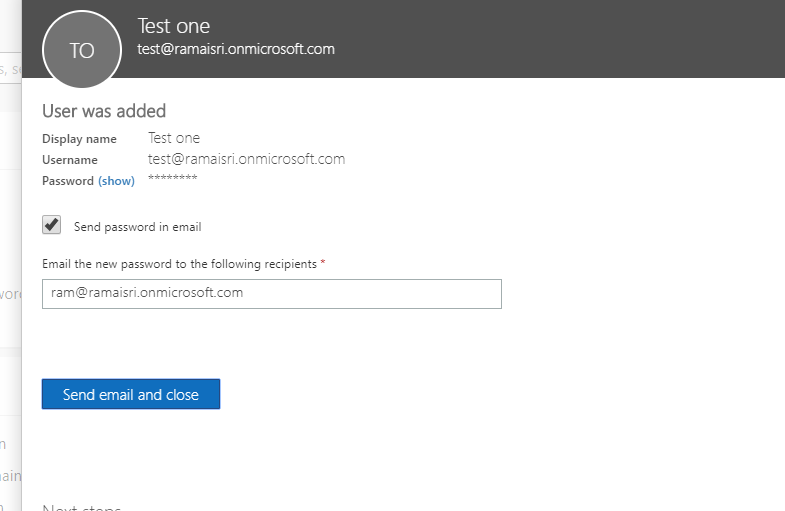 TO
Test one
test@ramaisri.onmicrosoft.com
User was added
Display name Test one
Username test@ramaisri.onmicrosoft.com
Password (show) ********
Send password in email
Email the new password to the following recipients *
ram@ramaisri.onmicrosoft.com
Send email and close
Next steps